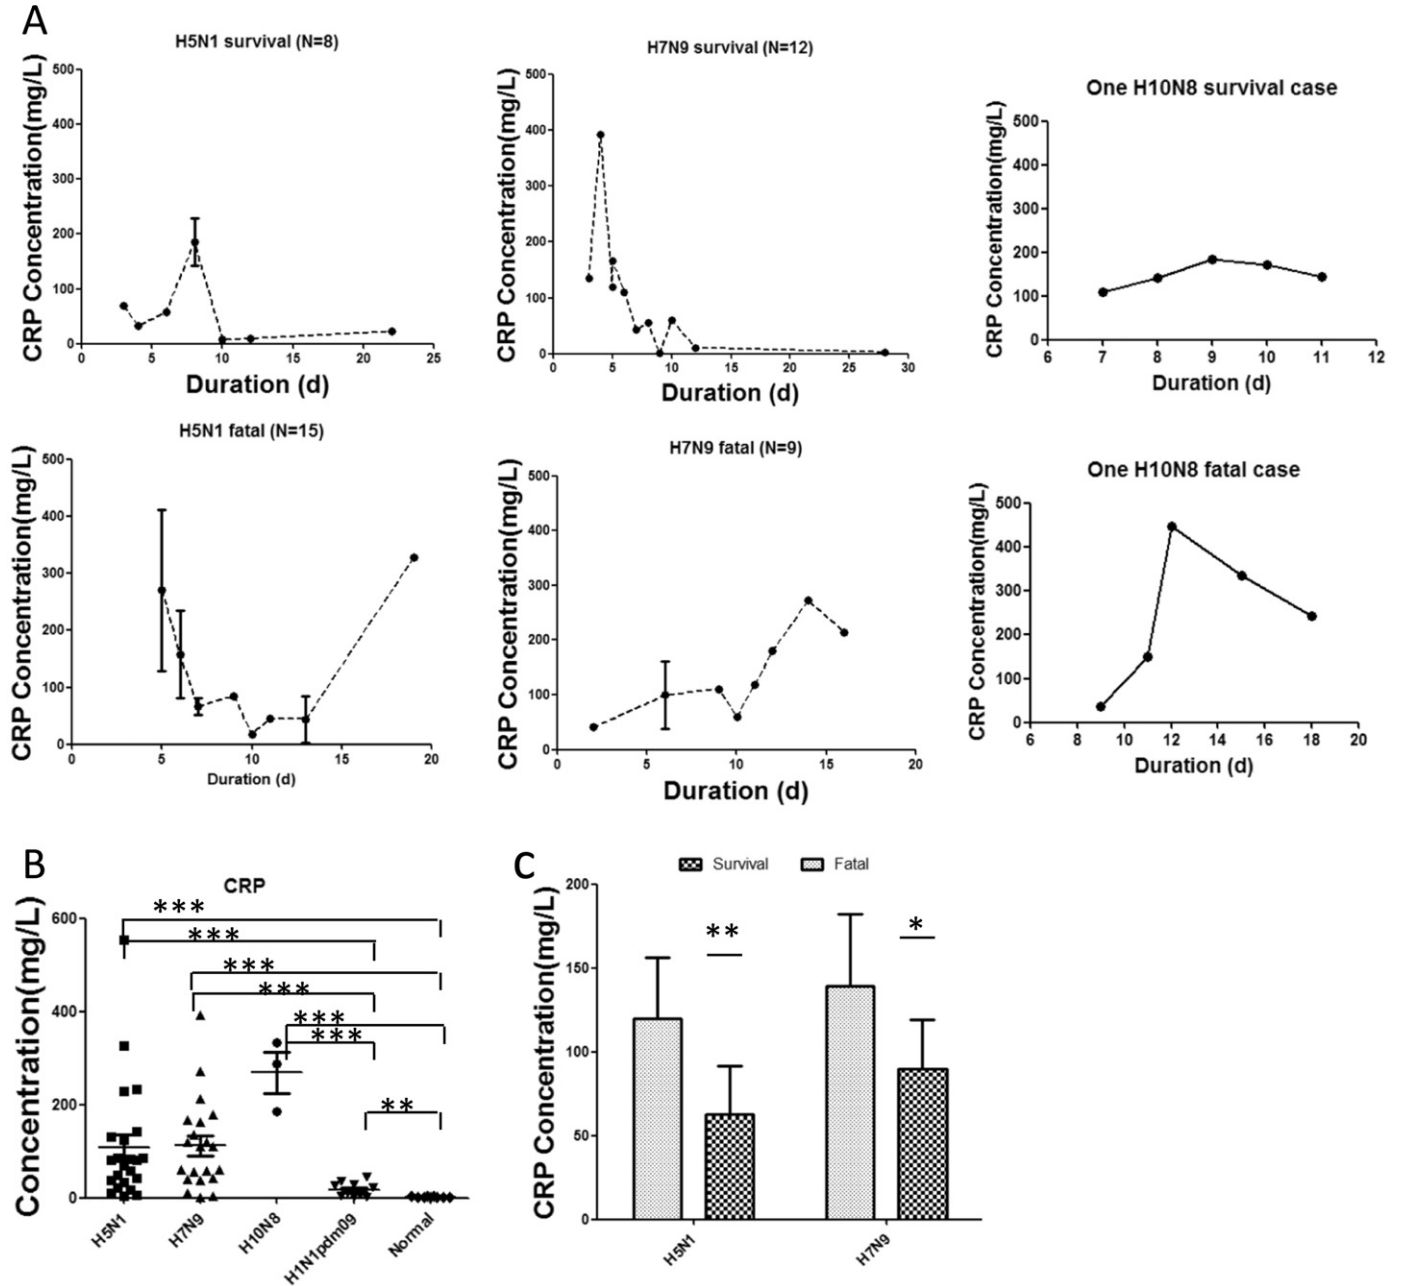 A
H5N1 survival (N=8)
CRP Concentration(mg/L)
500
400
300
200
100
0
0 5 10 15 20 25
Duration (d)
H7N9 survival (N=12)
CRP Concentration(mg/L)
500
400
300
200
100
0
0 5 10 15 20 25 30
Duration (d)
One H10N8 survival case
CRP Concentration(mg/L)
500
400
300
200
100
0
6 7 8 9 10 11 12
Duration (d)
H5N1 fatal (N=15)
CRP Concentration(mg/L)
500
400
300
200
100
0
0 5 10 15 20
Duration (d)
H7N9 fatal (N=9)
CRP Concentration(mg/L)
500
400
300
200
100
0
0 5 10 15 20
Duration (d)
One H10N8 fatal case
CRP Concentration(mg/L)
500
400
300
200
100
0
6 8 10 12 14 16 18 20
Duration (d)
B
CRP
Concentration(mg/L)
600
400
200
0
***
***
***
***
***
***
**
H5N1
H7N9
H10N8
H1N1pdm09
Normal
C
Survival Fatal
CRP Concentration(mg/L)
200
150
100
50
0
**
*
H5N1
H7N9